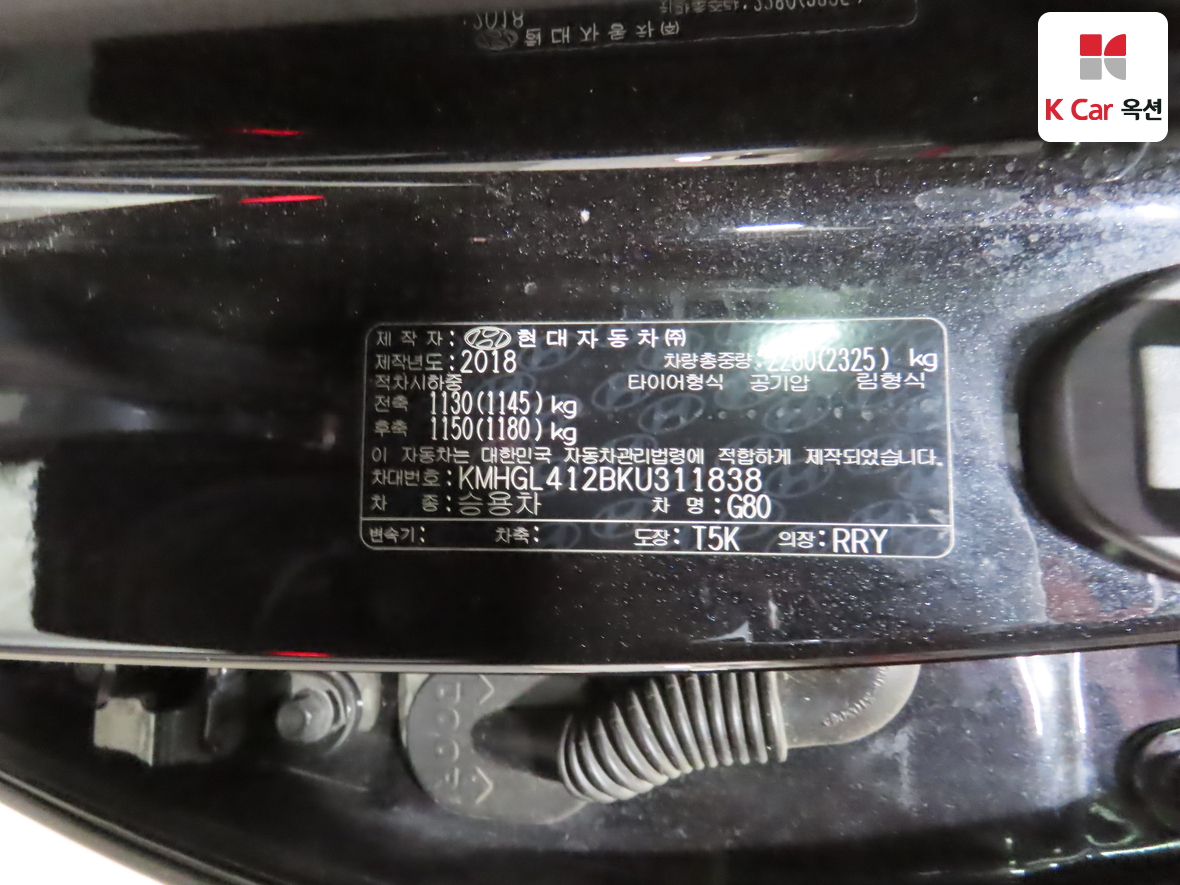 K Car 옥션
제 작 자 : 현대자동차㈜
제작년도 : 2018 차량총중량: 2260(2325) kg
적차시하중 타이어형식 공기압 림형식
전축 1130(1145) kg
후축 1150(1180) kg
이 자동차는 대한민국 자동차관리법령에 적합하게 제작되었습니다.
차대번호 : KMHGL412BKU311838
차 종 : 승용차 차 명 : G80
변속기 : 차축 : 도장 : T5K 의장 : RRY